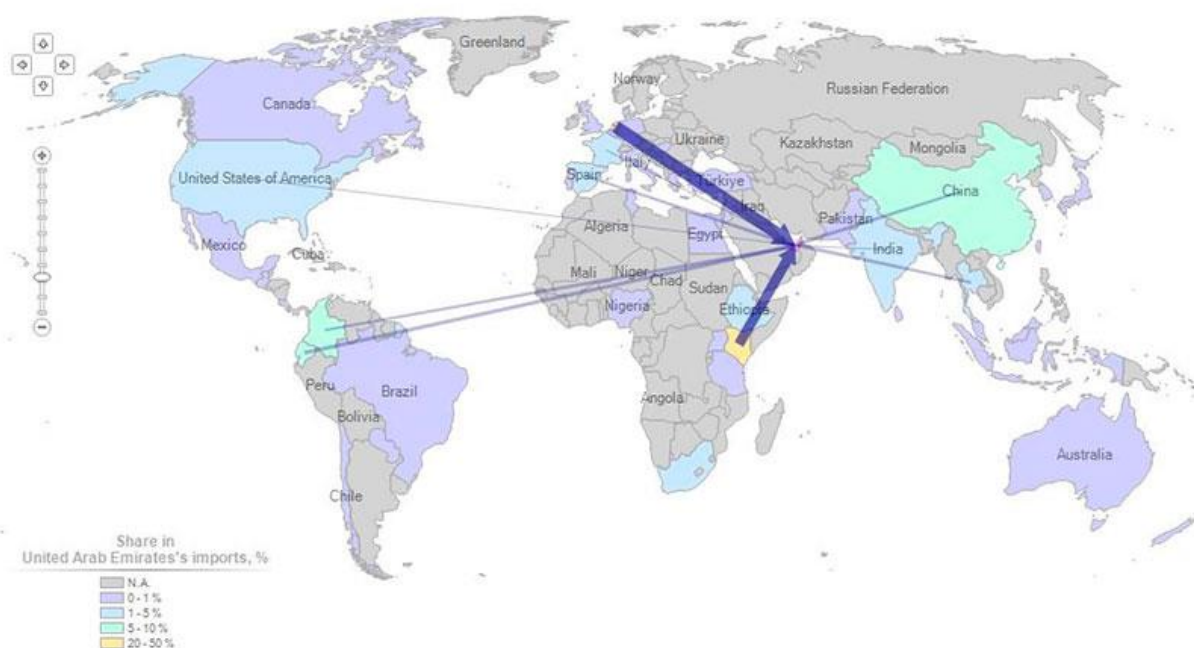 Greenland
Norway
Russian Federation
Canada
Ukraine
Kazakhstan
Mongolia
Italy
United States of America
Spain
Türkiye
China
Iraq
Algeria
Pakistan
Mexico
Egypt
India
Cuba
Mali
Niger
Chad
Sudan
Nigeria
Ethiopia
Peru
Brazil
Angola
Bolivia
Australia
Chile
Share in
United Arab Emirates's imports, %
N.A.
0 - 1 %
1 - 5 %
5 - 10 %
20 - 50 %